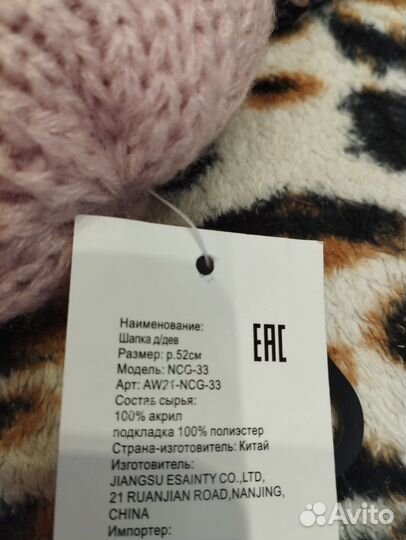 Наименование:
Шапка д/дев
Размер: р.52см
Модель: NCG-33
Арт: AW21-NCG-33
Состав сырья:
100% акрил
подкладка 100% полиэстер
Страна-изготовитель: Китай
Изготовитель:
JIANGSU ESAINTY CO.,LTD,
21 RUANJIAN ROAD,NANJING,
CHINA
Импортер:
EAC
Avito